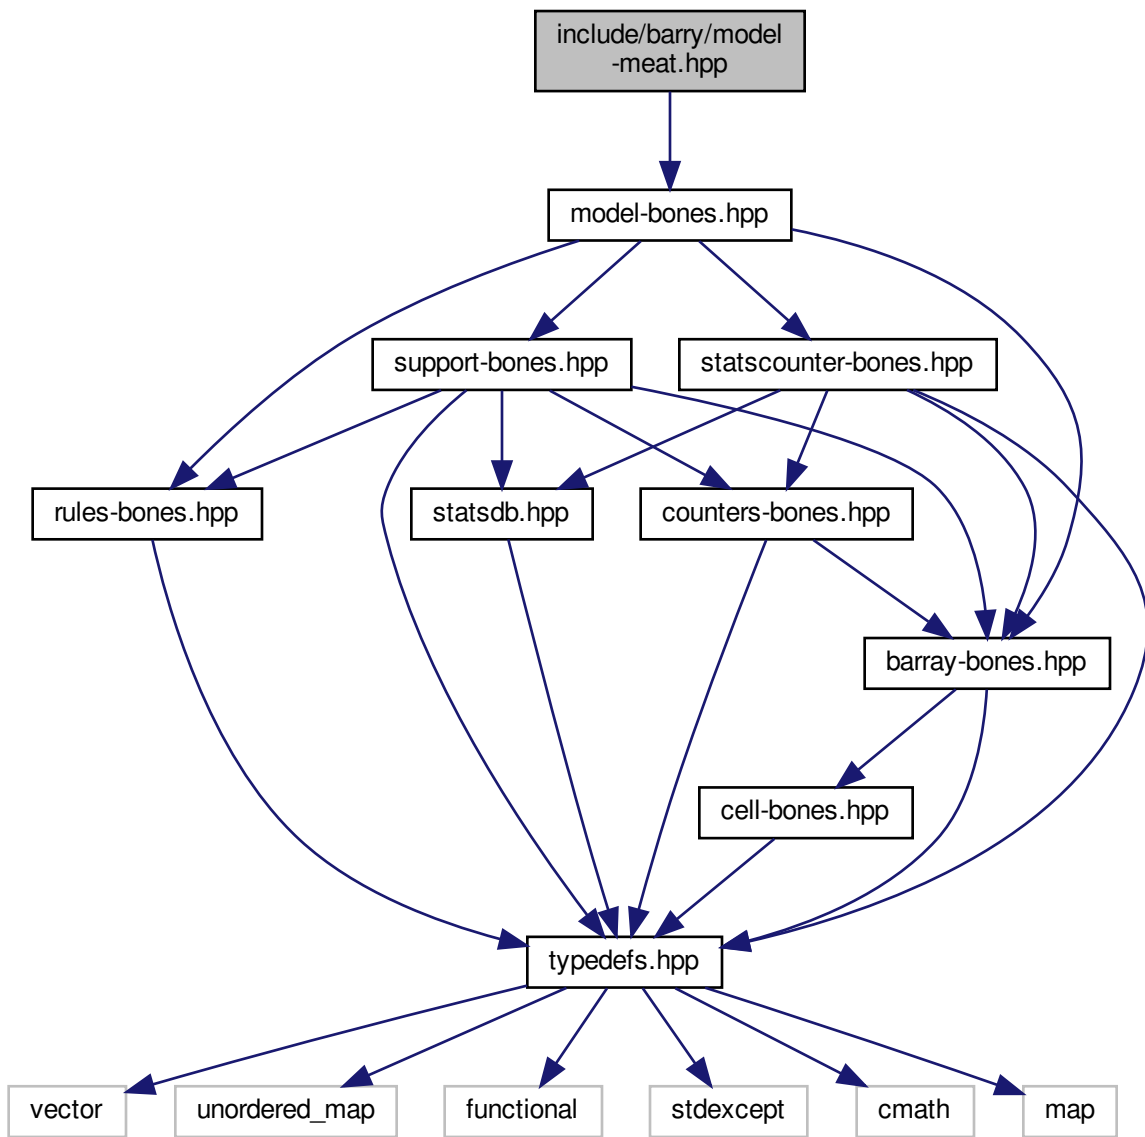 include/barry/model
-meat.hpp
model-bones.hpp
support-bones.hpp
statscounter-bones.hpp
rules-bones.hpp
statsdb.hpp
counters-bones.hpp
barray-bones.hpp
cell-bones.hpp
typedefs.hpp
vector
unordered_map
functional
stdexcept
cmath
map